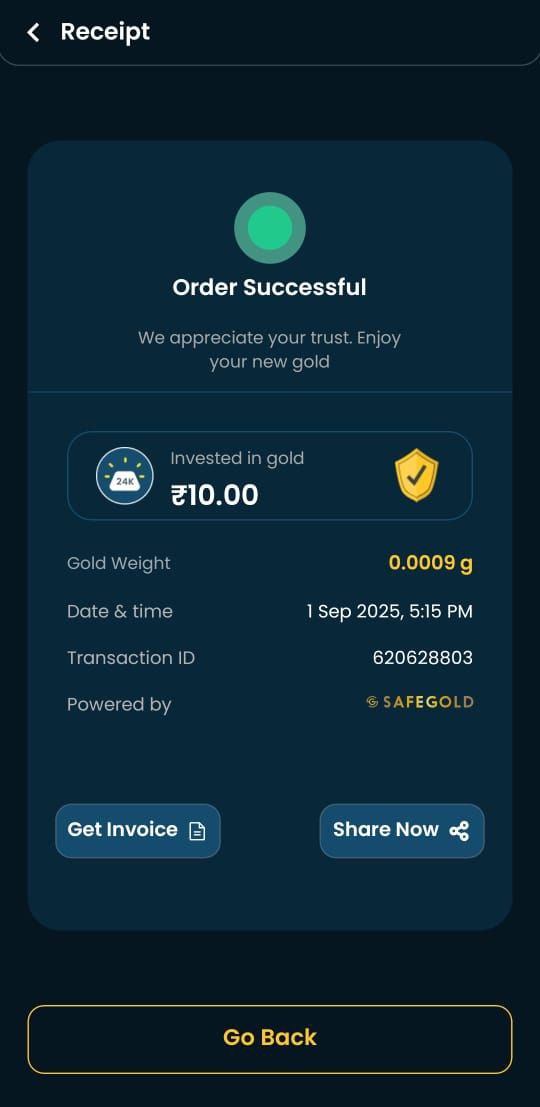 Receipt
Order Successful
We appreciate your trust. Enjoy
your new gold
24K
Invested in gold
₹10.00
Gold Weight 0.0009 g
Date & time 1 Sep 2025, 5:15 PM
Transaction ID 620628803
Powered by SAFEGOLD
Get Invoice Share Now
Go Back